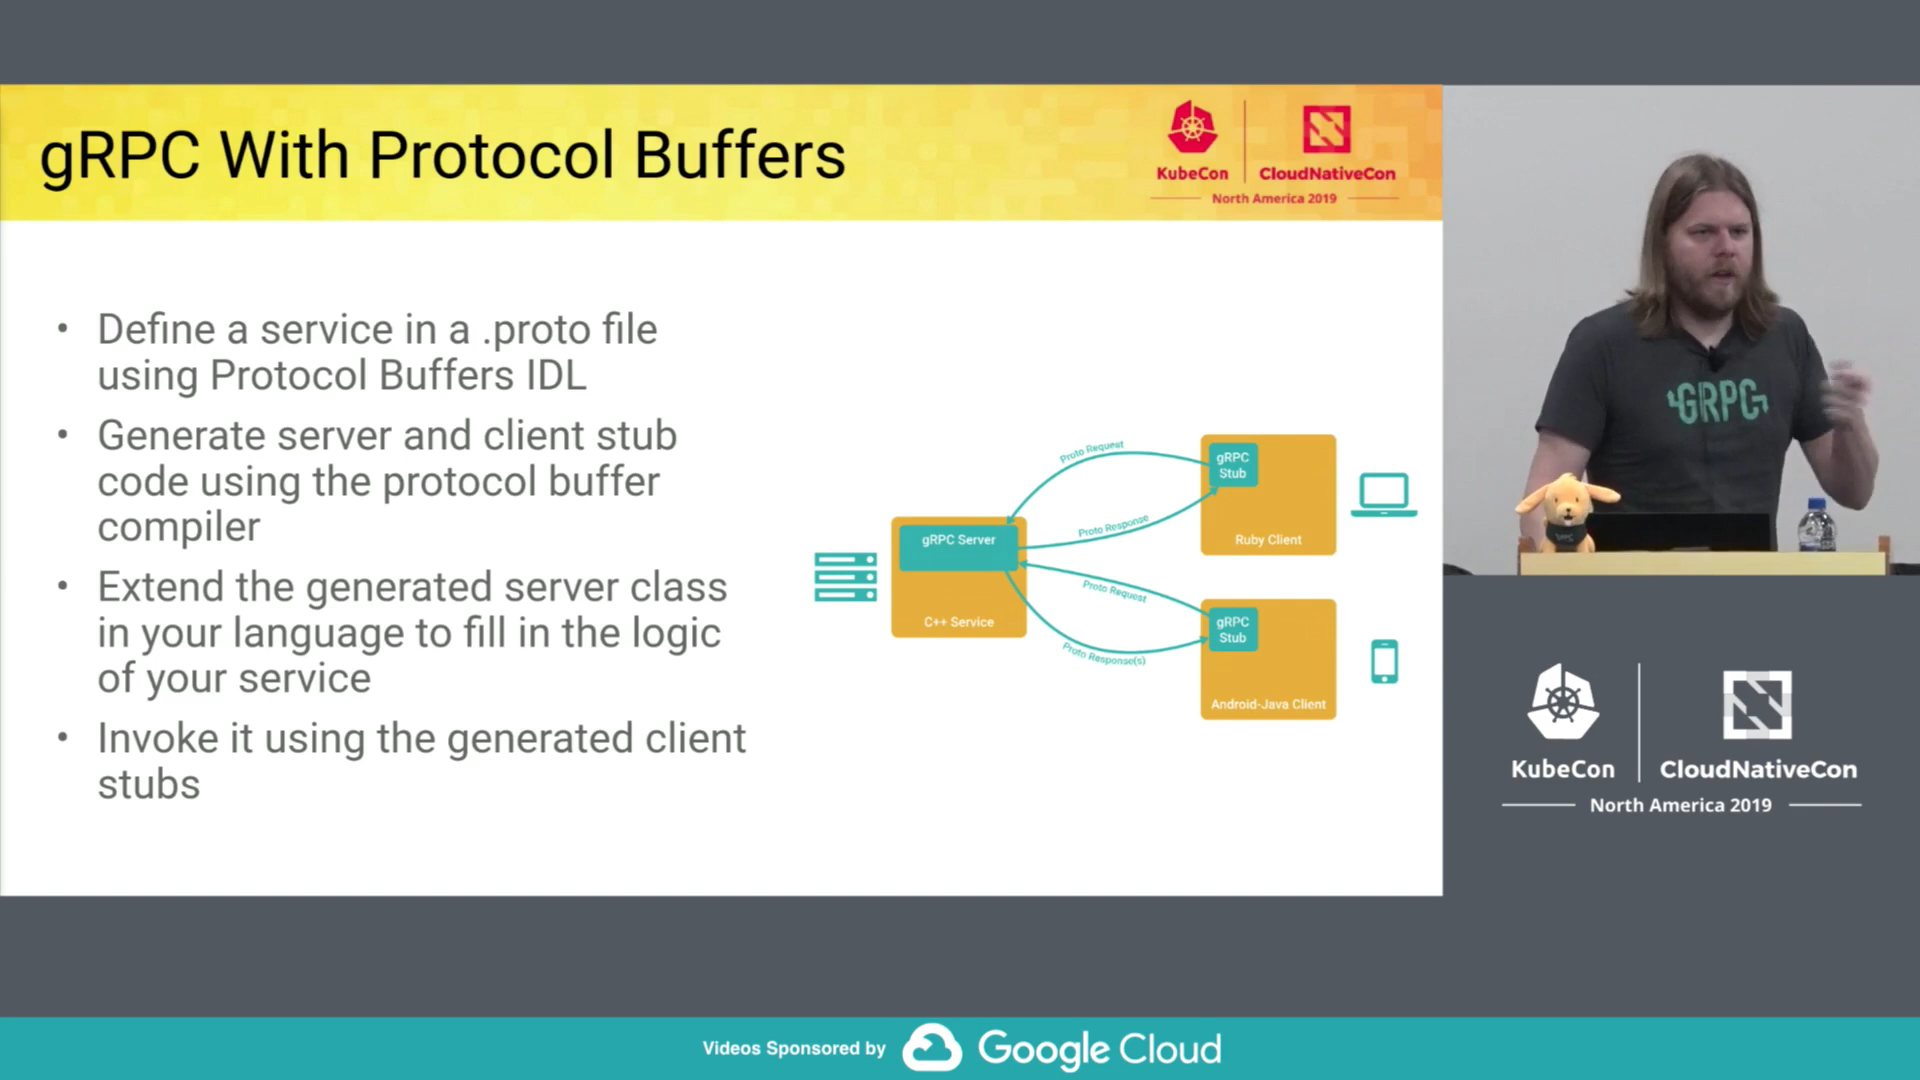 gRPC With Protocol Buffers
KubeCon
CloudNativeCon
North America 2019
• Define a service in a .proto file
using Protocol Buffers IDL
• Generate server and client stub
code using the protocol buffer
compiler
• Extend the generated server class
in your language to fill in the logic
of your service
• Invoke it using the generated client
stubs
gRPC Server
C++ Service
Proto Request
Proto Response
gRPC
Stub
Ruby Client
Proto Request
Proto Response(s)
gRPC
Stub
Android-Java Client
GRPC
KubeCon
CloudNativeCon
North America 2019
Videos Sponsored by
Google Cloud